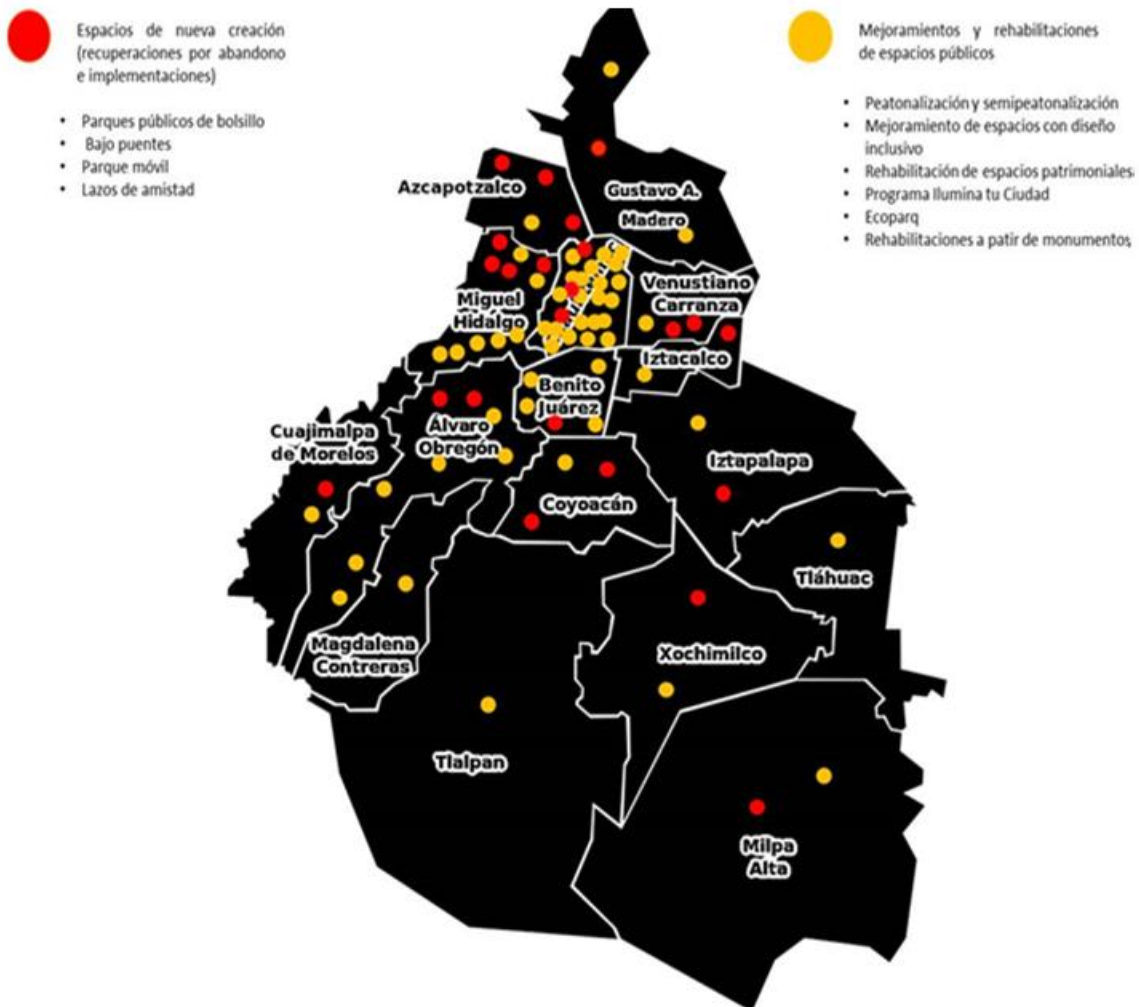 Espacios de nueva creación
(recuperaciones por abandono
e implementaciones)
• Parques públicos de bolsillo
• Bajo puentes
• Parque móvil
• Lazos de amistad
Mejoramientos y rehabilitaciones
de espacios públicos
• Peatonalización y semipeatonalización
• Mejoramiento de espacios con diseño
inclusivo
• Rehabilitación de espacios patrimoniales
• Programa Ilumina tu Ciudad
• Ecoparq
• Rehabilitaciones a patir de monumentos
Azcapotzalco
Gustavo A.
Madero
Miguel
Hidalgo
Venustiano
Carranza
Iztacalco
Benito
Juárez
Cuajimalpa
de Morelos
Álvaro
Obregón
Iztapalapa
Coyoacán
Tláhuac
Magdalena
Contreras
Xochimilco
Tlalpan
Milpa
Alta